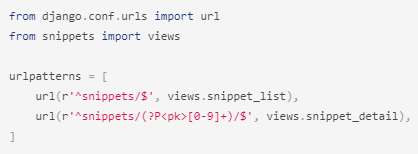 from django.conf.urls import url
from snippets import views

urlpatterns = [
    url(r'^snippets/$', views.snippet_list),
    url(r'^snippets/(?P<pk>[0-9]+)/$', views.snippet_detail),
]